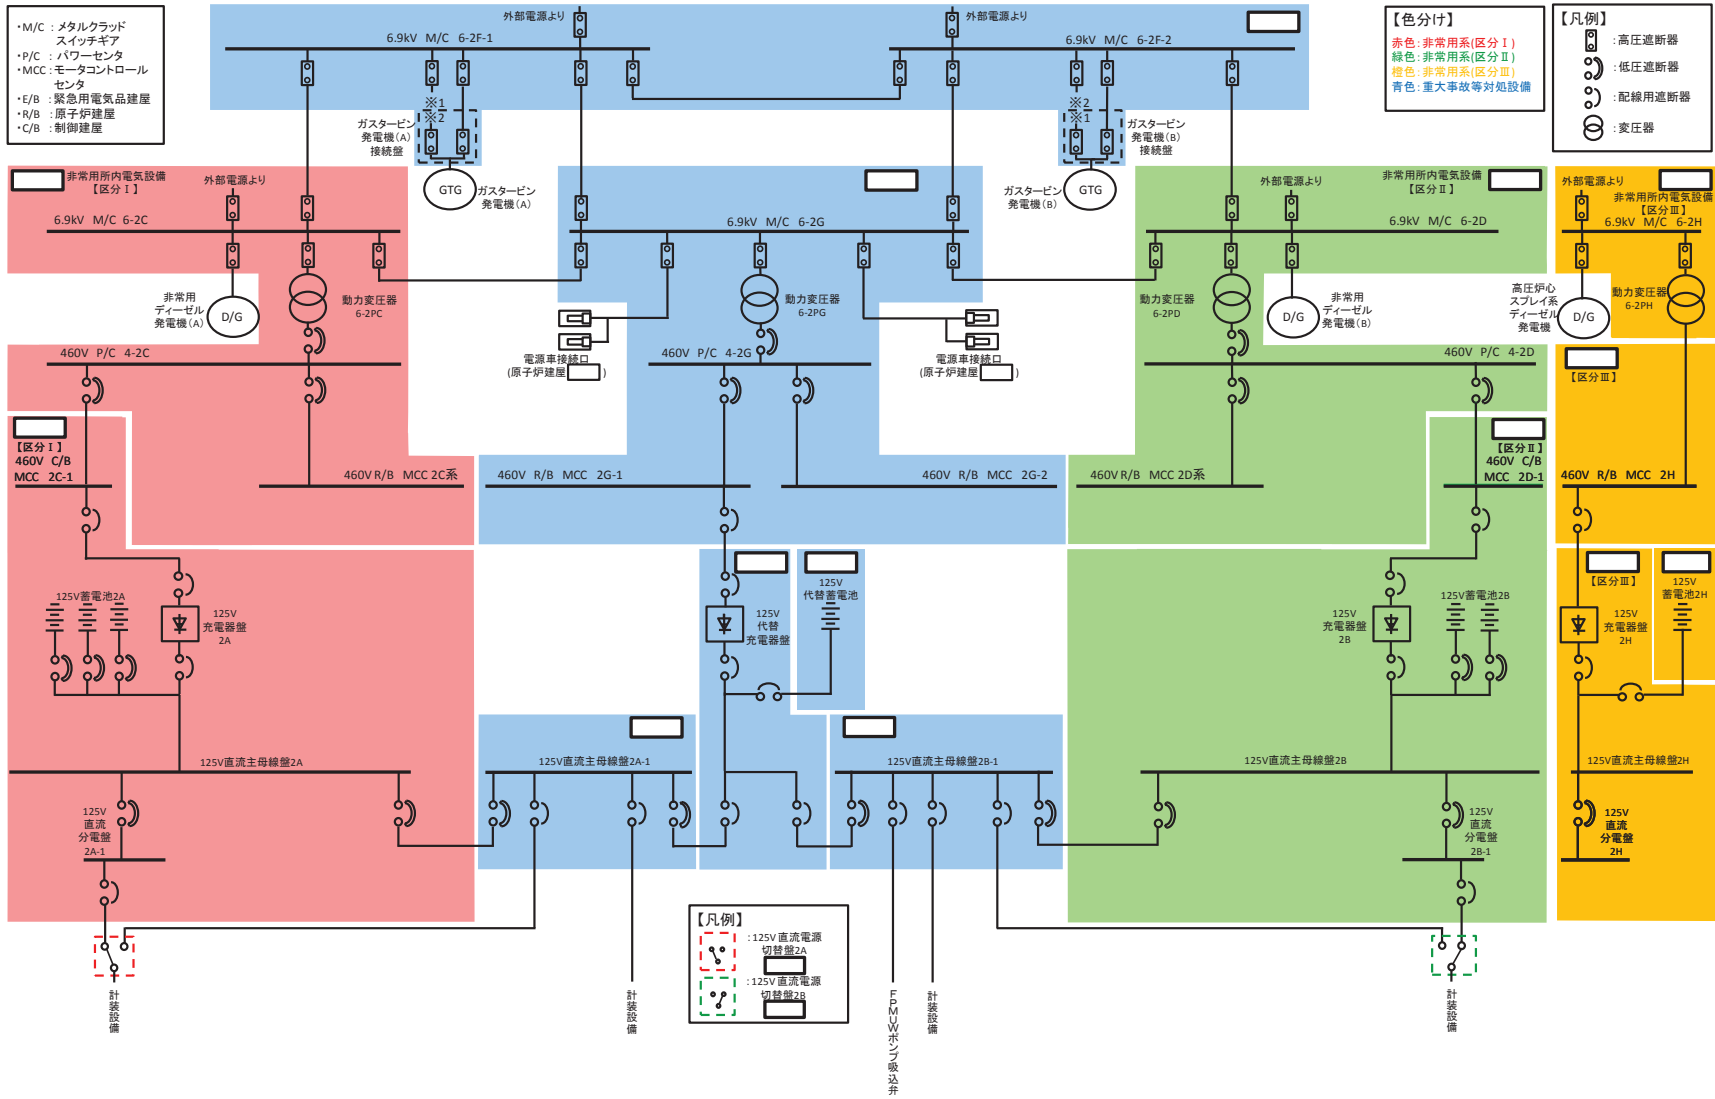 ・M/C : メタルクラッド
スイッチギア
・P/C : パワーセンタ
・MCC : モータコントロール
センタ
・E/B : 緊急用電気品建屋
・R/B : 原子炉建屋
・C/B : 制御建屋
外部電源より
6.9kV M/C 6-2F-1
外部電源より
6.9kV M/C 6-2F-2
【色分け】
赤色:非常用系(区分Ⅰ)
緑色:非常用系(区分Ⅱ)
橙色:非常用系(区分Ⅲ)
青色:重大事故等対処設備
【凡例】
:高圧遮断器
:低圧遮断器
:配線用遮断器
:変圧器
※1
※2
ガスタービン
発電機(A)
接続盤
GTG
ガスタービン
発電機(A)
※2
※1
ガスタービン
発電機(B)
接続盤
GTG
ガスタービン
発電機(B)
非常用所内電気設備
【区分Ⅰ】
外部電源より
6.9kV M/C 6-2C
6.9kV M/C 6-2G
外部電源より
非常用所内電気設備
【区分Ⅱ】
6.9kV M/C 6-2D
外部電源より
非常用所内電気設備
【区分Ⅲ】
6.9kV M/C 6-2H
非常用
ディーゼル
発電機(A)
D/G
動力変圧器
6-2PC
動力変圧器
6-2PG
動力変圧器
6-2PD
D/G
非常用
ディーゼル
発電機(B)
高圧炉心
スプレイ系
ディーゼル
発電機
D/G
動力変圧器
6-2PH
460V P/C 4-2C
電源車接続口
(原子炉建屋 )
460V P/C 4-2G
電源車接続口
(原子炉建屋 )
460V P/C 4-2D
【区分Ⅲ】
【区分Ⅰ】
460V C/B
MCC 2C-1
460V R/B MCC 2C系
460V R/B MCC 2G-1
460V R/B MCC 2G-2
460V R/B MCC 2D系
【区分Ⅱ】
460V C/B
MCC 2D-1
460V R/B MCC 2H
125V蓄電池2A
125V
充電器盤
2A
125V
代替
充電器盤
125V
代替蓄電池
125V
充電器盤
2B
125V蓄電池2B
【区分Ⅲ】
125V
充電器盤
2H
125V
蓄電池2H
125V直流主母線盤2A
125V直流主母線盤2A-1
125V直流主母線盤2B-1
125V直流主母線盤2B
125V直流主母線盤2H
125V
直流
分電盤
2A-1
125V
直流
分電盤
2B-1
125V
直流
分電盤
2H
【凡例】
:125V直流電源
切替盤2A
:125V直流電源
切替盤2B
計装設備
計装設備
FPMUWポンプ吸込弁
計装設備
計装設備